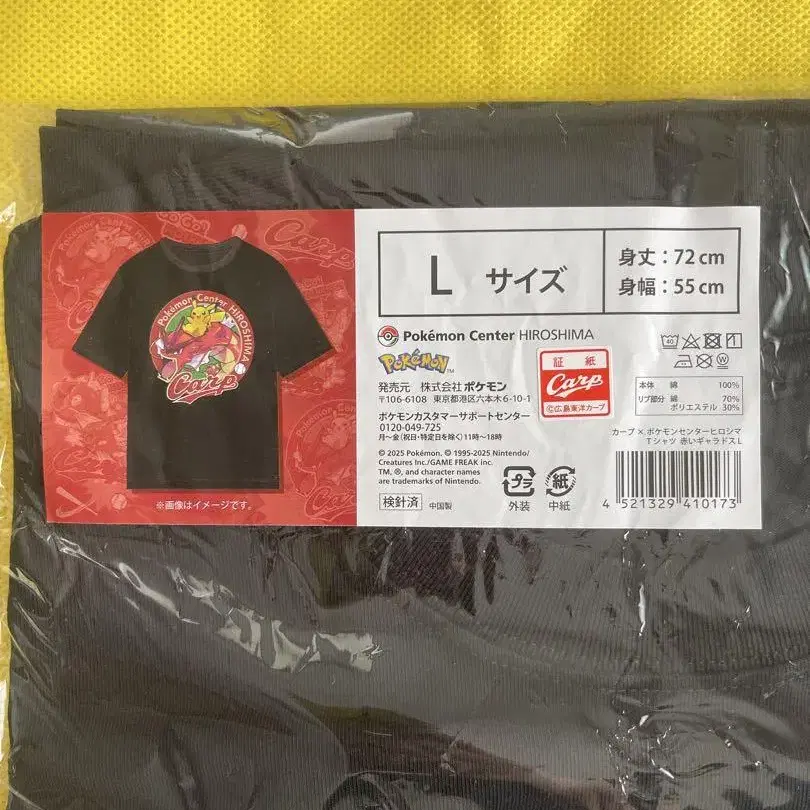 Pokémon Center HIROSHIMA
Carp
※画像はイメージです。
L サイズ
身丈：72cm
身幅：55cm
Pokémon Center HIROSHIMA
POKÉMON™
発売元 株式会社ポケモン
〒106-6108 東京都港区六本木6-10-1
ポケモンカスタマーサポートセンター
0120-049-725
月～金（祝日・特定日を除く）11時～18時
© 2025 Pokémon. © 1995-2025 Nintendo/
Creatures Inc./GAME FREAK inc.
TM, ®, and character names
are trademarks of Nintendo.
検針済 中国製
証紙
Carp
©広島東洋カープ
プラ
外装
紙
中紙
40
W
本体 綿 100%
リブ部分 綿 70%
ポリエステル 30%
カープ × ポケモンセンターヒロシマ
Tシャツ 赤いギャラドス L
4 521329 410173